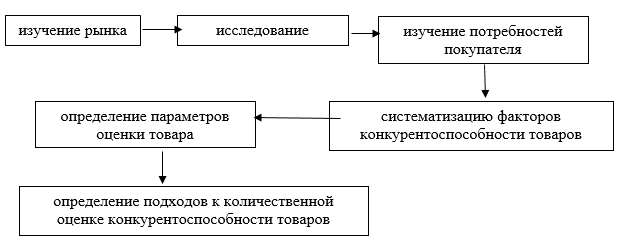 изучение рынка
исследование
изучение потребностей
покупателя
систематизацию факторов
конкурентоспособности товаров
определение параметров
оценки товара
определение подходов к количественной
оценке конкурентоспособности товаров